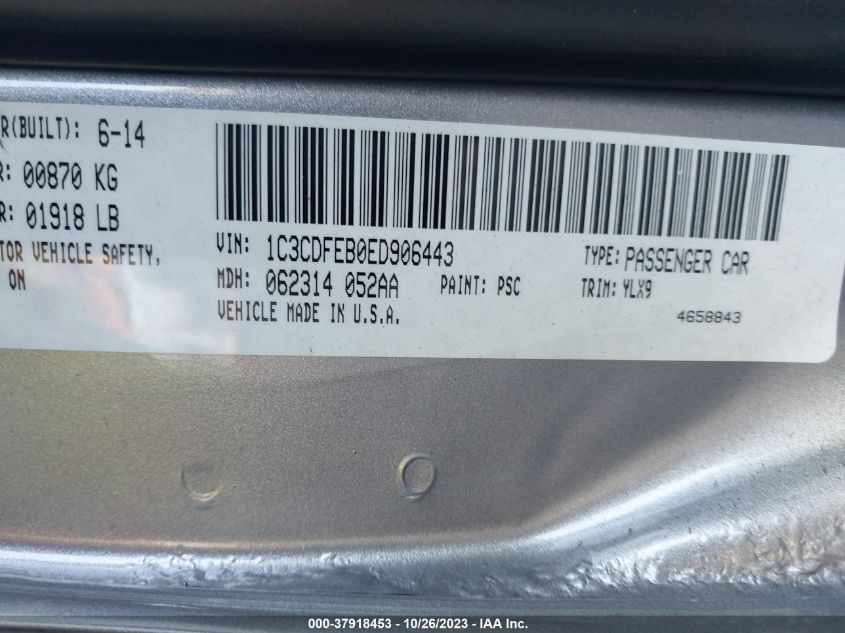 R(BUILT): 6-14
R: 00870 KG
R: 01918 LB
TOR VEHICLE SAFETY,
ON
VIN: 1C3CDFEB0ED906443
TYPE: PASSENGER CAR
MDH: 062314 052AA PAINT: PSC TRIM: YLX9
VEHICLE MADE IN U.S.A.
4658843
000-37918453 - 10/26/2023 - IAA Inc.